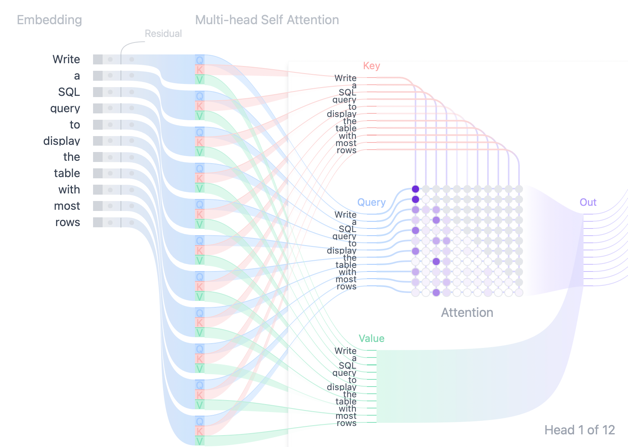 Embedding
Multi-head Self Attention
Residual
Write
a
SQL
query
to
display
the
table
with
most
rows
Q
K
V
Q
K
V
Q
K
V
Q
K
V
Q
K
V
Q
K
V
Q
K
V
Q
K
V
Q
K
V
Q
K
V
Q
K
V
Key
Write
a
SQL
query
to
display
the
table
with
most
rows
Query
Write
a
SQL
query
to
display
the
table
with
most
rows
Out
Attention
Value
Write
a
SQL
query
to
display
the
table
with
most
rows
Head 1 of 12